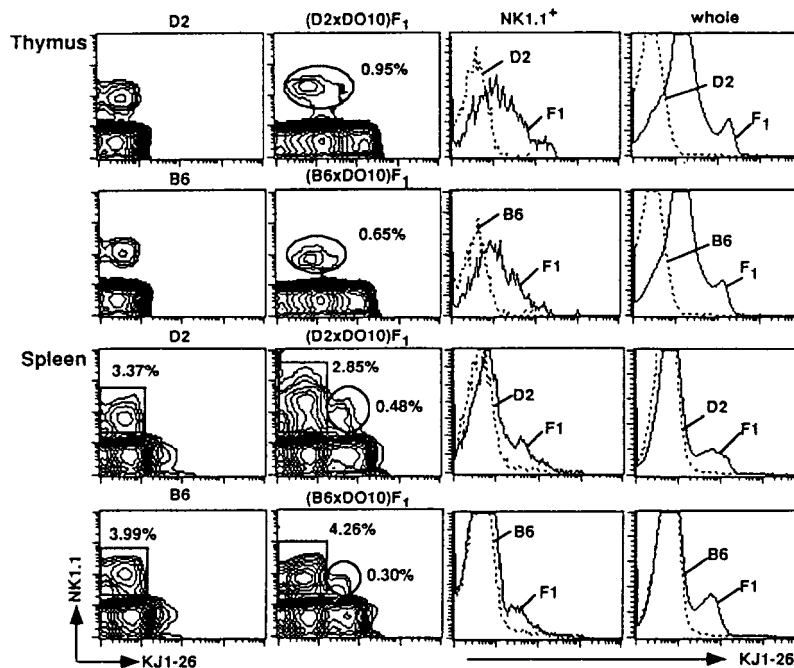 D2 (D2xDO10)F1 NK1.1+ whole
Thymus
0.95%
D2
F1
D2
F1
B6 (B6xDO10)F1
0.65%
B6
F1
B6
F1
D2 (D2xDO10)F1
Spleen
3.37%
2.85%
0.48%
D2
F1
D2
F1
B6 (B6xDO10)F1
3.99%
4.26%
0.30%
B6
F1
B6
F1
NK1.1
KJ1-26
KJ1-26